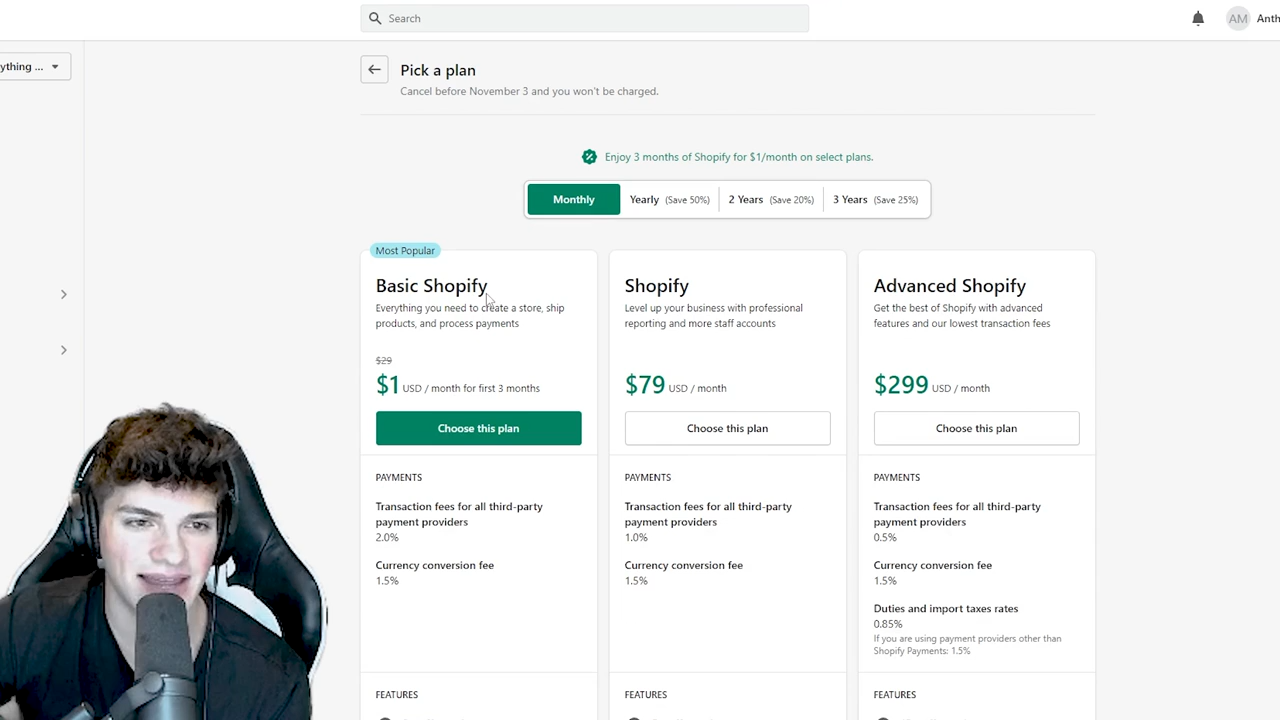 Search
AM
Anth
ything ...
Pick a plan
Cancel before November 3 and you won't be charged.
Enjoy 3 months of Shopify for $1/month on select plans.
Monthly
Yearly (Save 50%)
2 Years (Save 20%)
3 Years (Save 25%)
Most Popular
Basic Shopify
Everything you need to create a store, ship
products, and process payments
$29
$1 USD / month for first 3 months
Choose this plan
PAYMENTS
Transaction fees for all third-party
payment providers
2.0%
Currency conversion fee
1.5%
FEATURES
Shopify
Level up your business with professional
reporting and more staff accounts
$79 USD / month
Choose this plan
PAYMENTS
Transaction fees for all third-party
payment providers
1.0%
Currency conversion fee
1.5%
FEATURES
Advanced Shopify
Get the best of Shopify with advanced
features and our lowest transaction fees
$299 USD / month
Choose this plan
PAYMENTS
Transaction fees for all third-party
payment providers
0.5%
Currency conversion fee
1.5%
Duties and import taxes rates
0.85%
If you are using payment providers other than
Shopify Payments: 1.5%
FEATURES